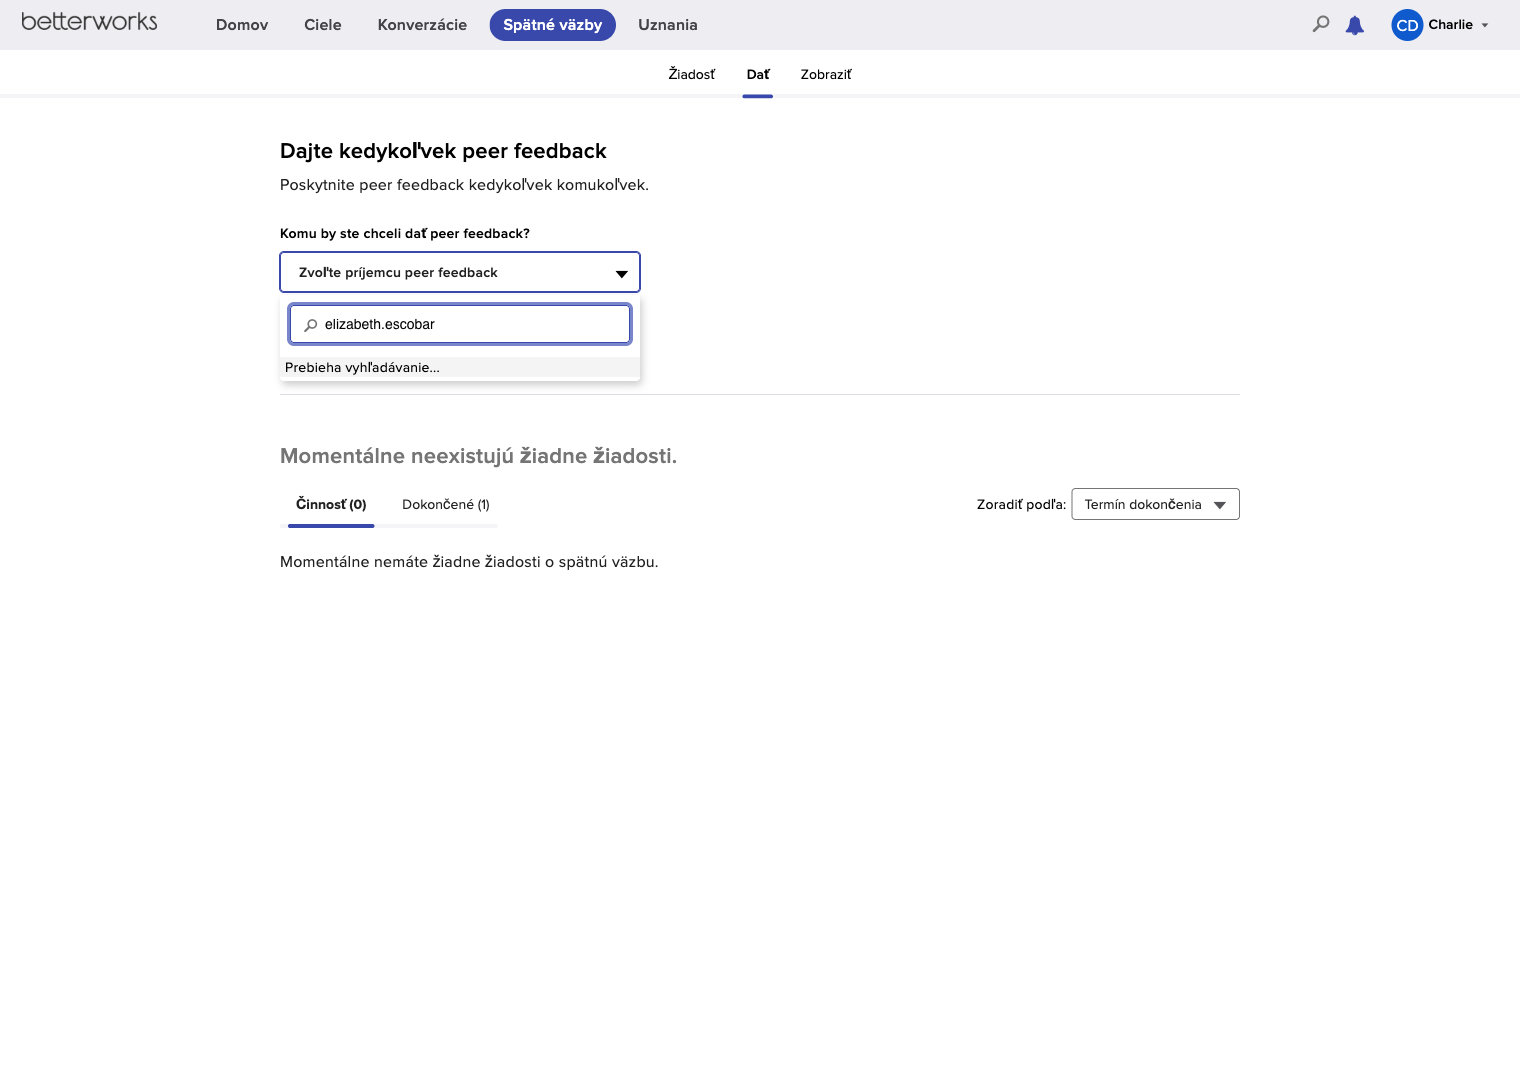 betterworks
Domov
Ciele
Konverzácie
Spätné väzby
Uznania
CD
Charlie
Žiadosť
Dať
Zobraziť
Dajte kedykoľvek peer feedback
Poskytnite peer feedback kedykoľvek komukoľvek.
Komu by ste chceli dať peer feedback?
Zvoľte príjemcu peer feedback
elizabeth.escobar
Prebieha vyhľadávanie...
Momentálne neexistujú žiadne žiadosti.
Činnosť (0)
Dokončené (1)
Zoradiť podľa:
Termín dokončenia
Momentálne nemáte žiadne žiadosti o spätnú väzbu.